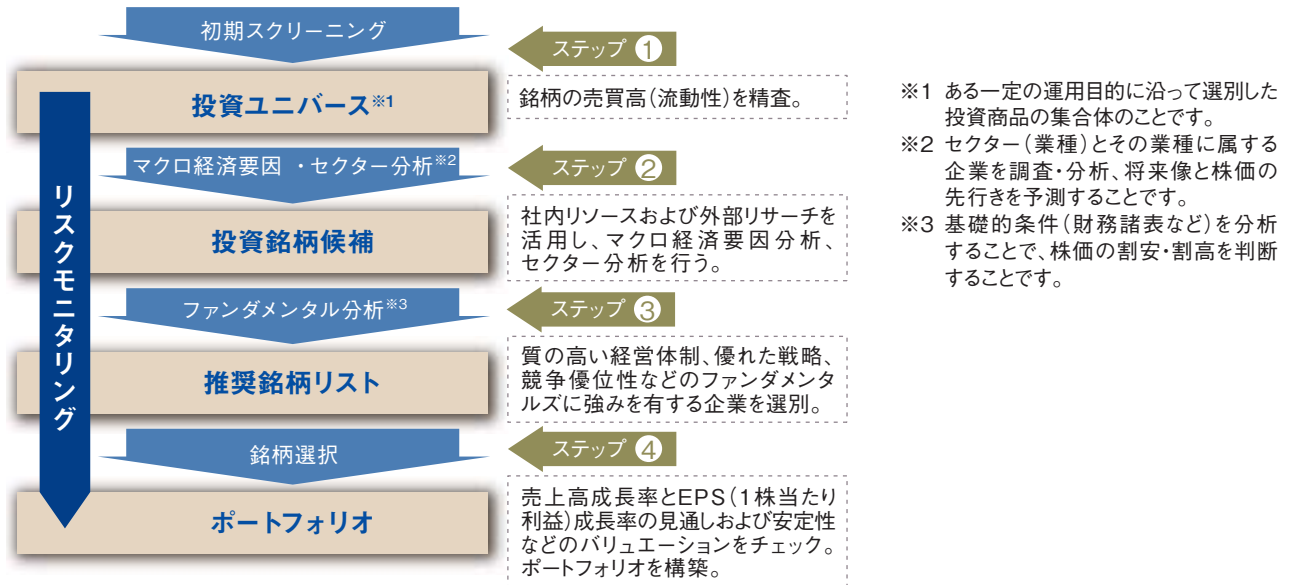 初期スクリーニング
ステップ 1
投資ユニバース※1
銘柄の売買高(流動性)を精査。
マクロ経済要因 ・セクター分析※2
ステップ 2
投資銘柄候補
社内リソースおよび外部リサーチを
活用し、マクロ経済要因分析、
セクター分析を行う。
ファンダメンタル分析※3
ステップ 3
推奨銘柄リスト
質の高い経営体制、優れた戦略、
競争優位性などのファンダメンタ
ルズに強みを有する企業を選別。
銘柄選択
ステップ 4
ポートフォリオ
売上高成長率とEPS(1株当たり
利益)成長率の見通しおよび安定性
などのバリュエーションをチェック。
ポートフォリオを構築。
リスクモニタリング
※1 ある一定の運用目的に沿って選別した
投資商品の集合体のことです。
※2 セクター(業種)とその業種に属する
企業を調査・分析、将来像と株価の
先行きを予測することです。
※3 基礎的条件(財務諸表など)を分析
することで、株価の割安・割高を判断
することです。